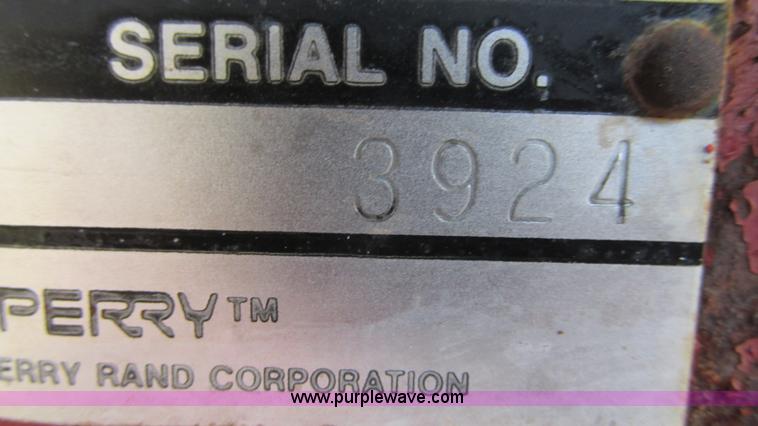 SERIAL NO.
3924
PERRY™
ERRY RAND CORPORATION
www.purplewave.com